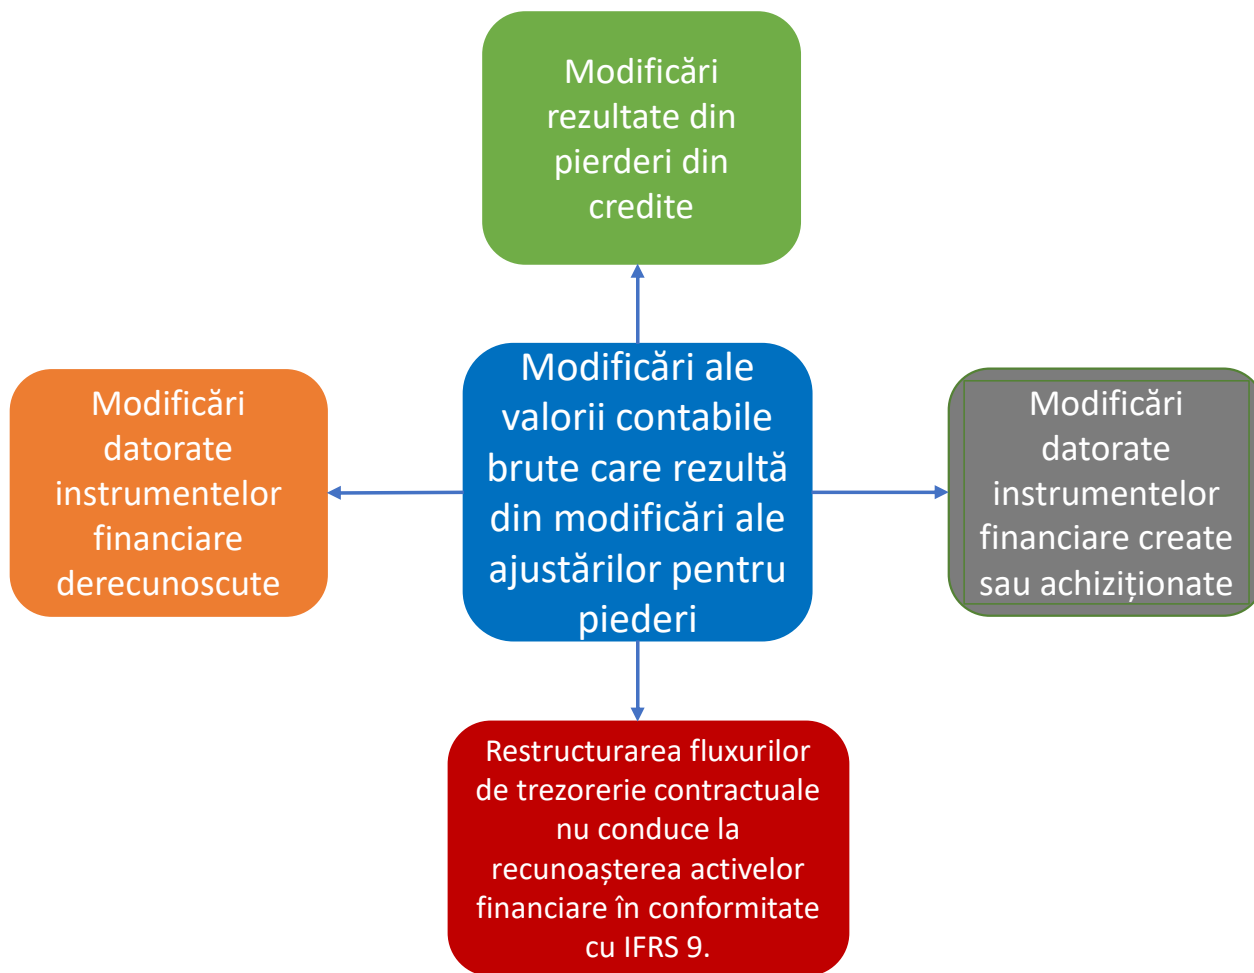 Modificări
rezultate din
pierderi din
credite
Modificări
datorate
instrumentelor
financiare
derecunoscute
Modificări ale
valorii contabile
brute care rezultă
din modificări ale
ajustărilor pentru
piederi
Modificări
datorate
instrumentelor
financiare create
sau achiziționate
Restructurarea fluxurilor
de trezorerie contractuale
nu conduce la
recunoașterea activelor
financiare în conformitate
cu IFRS 9.